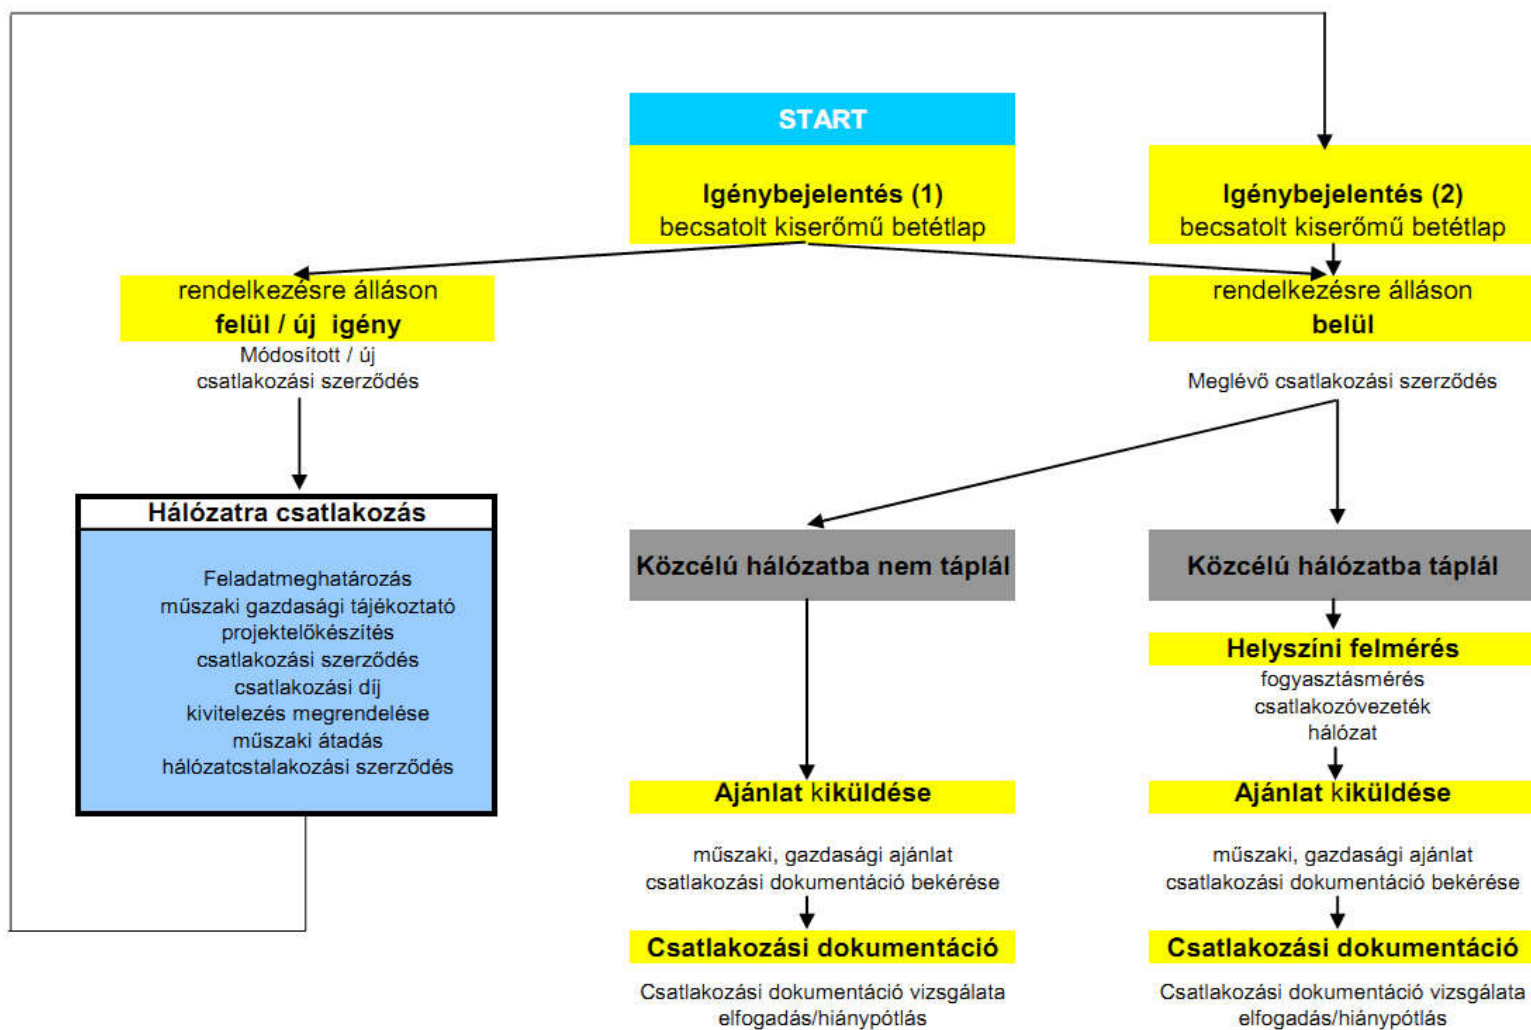 START
Igénybejelentés (1)
becsatolt kiserőmű betétlap
Igénybejelentés (2)
becsatolt kiserőmű betétlap
rendelkezésre álláson
felül / új igény
Módosított / új
csatlakozási szerződés
rendelkezésre álláson
belül
Meglévő csatlakozási szerződés
Hálózatra csatlakozás
Feladatmeghatározás
műszaki gazdasági tájékoztató
projektelőkészítés
csatlakozási szerződés
csatlakozási díj
kivitelezés megrendelése
műszaki átadás
hálózatcstalakozási szerződés
Közcélú hálózatba nem táplál
Ajánlat kiküldése
műszaki, gazdasági ajánlat
csatlakozási dokumentáció bekérése
Csatlakozási dokumentáció
Csatlakozási dokumentáció vizsgálata
elfogadás/hiánypótlás
Közcélú hálózatba táplál
Helyszíni felmérés
fogyasztásmérés
csatlakozóvezeték
hálózat
Ajánlat kiküldése
műszaki, gazdasági ajánlat
csatlakozási dokumentáció bekérése
Csatlakozási dokumentáció
Csatlakozási dokumentáció vizsgálata
elfogadás/hiánypótlás